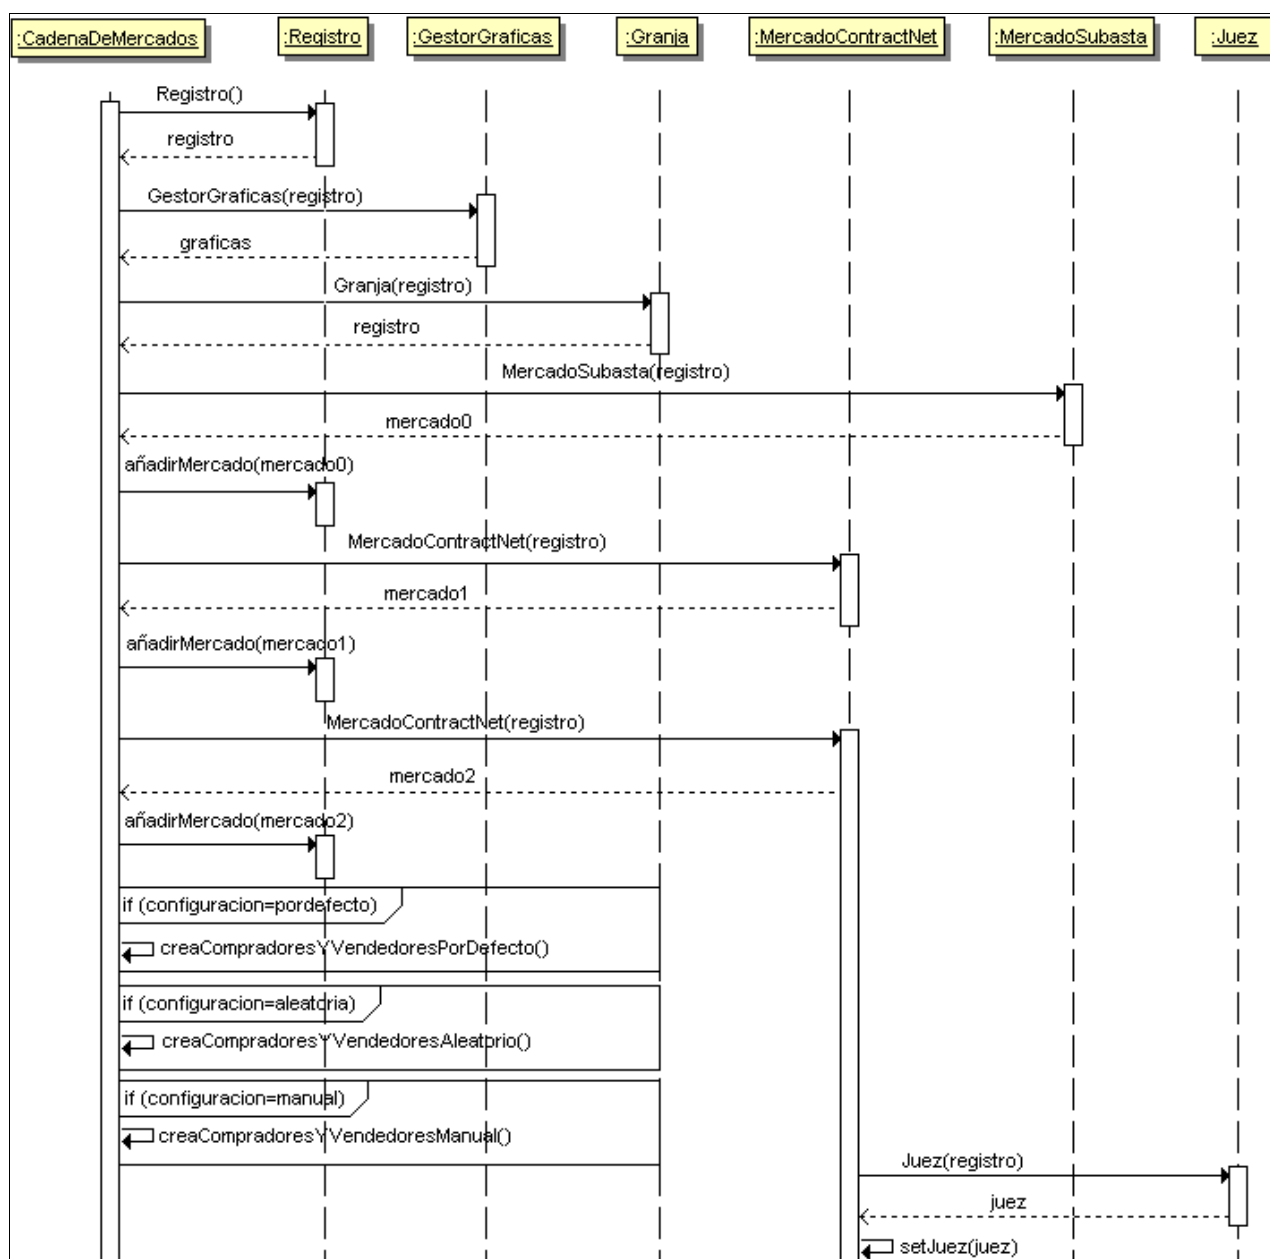 :CadenaDeMercados :Registro :GestorGraficas :Granja :MercadoContractNet :MercadoSubasta :Juez
Registro()
registro
GestorGraficas(registro)
graficas
Granja(registro)
registro
MercadoSubasta(registro)
mercado0
añadirMercado(mercado0)
MercadoContractNet(registro)
mercado1
añadirMercado(mercado1)
MercadoContractNet(registro)
mercado2
añadirMercado(mercado2)
if (configuracion=pordefecto)
creaCompradoresYVendedoresPorDefecto()
if (configuracion=aleatoria)
creaCompradoresYVendedoresAleatorio()
if (configuracion=manual)
creaCompradoresYVendedoresManual()
Juez(registro)
juez
setJuez(juez)